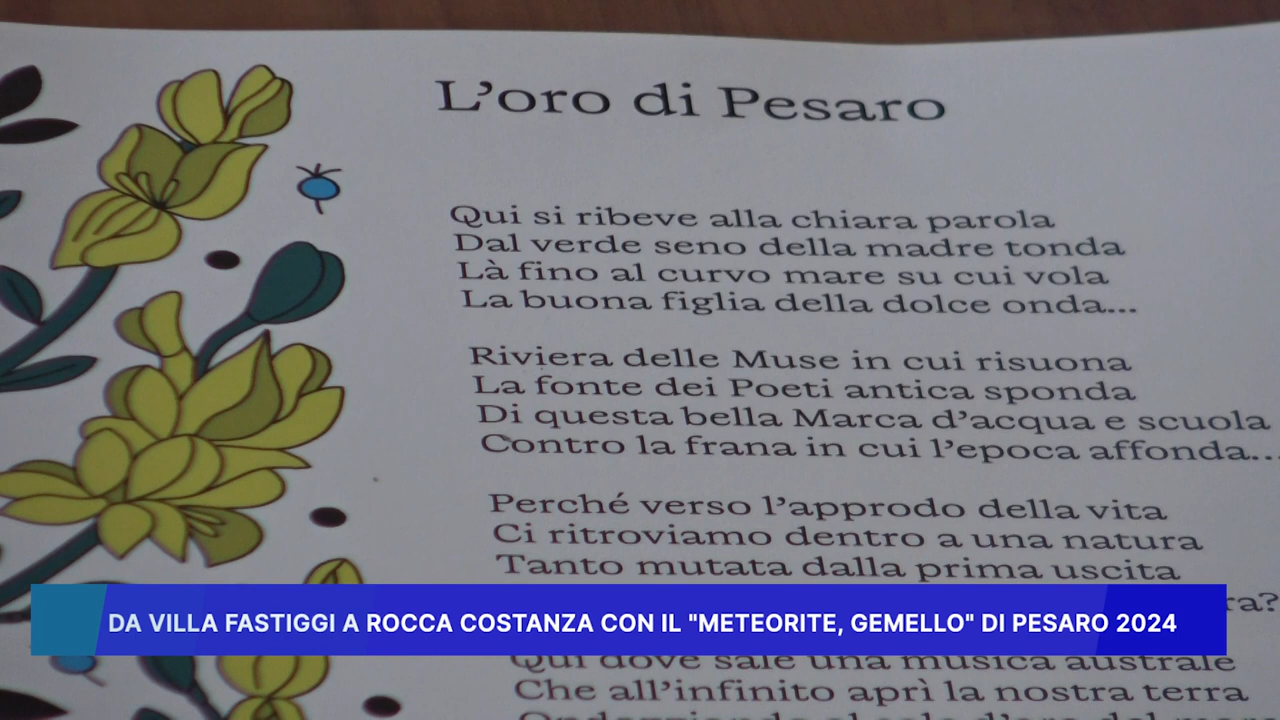 L'oro di Pesaro
Qui si ribeve alla chiara parola
Dal verde seno della madre tonda
Là fino al curvo mare su cui vola
La buona figlia della dolce onda...
Riviera delle Muse in cui risuona
La fonte dei Poeti antica sponda
Di questa bella Marca d'acqua e scuola
Contro la frana in cui l'epoca affonda...
Perché verso l'approdo della vita
Ci ritroviamo dentro a una natura
Tanto mutata dalla prima uscita
DA VILLA FASTIGGI A ROCCA COSTANZA CON IL "METEORITE, GEMELLO" DI PESARO 2024
Qui dove sale una musica australe
Che all'infinito aprì la nostra terra